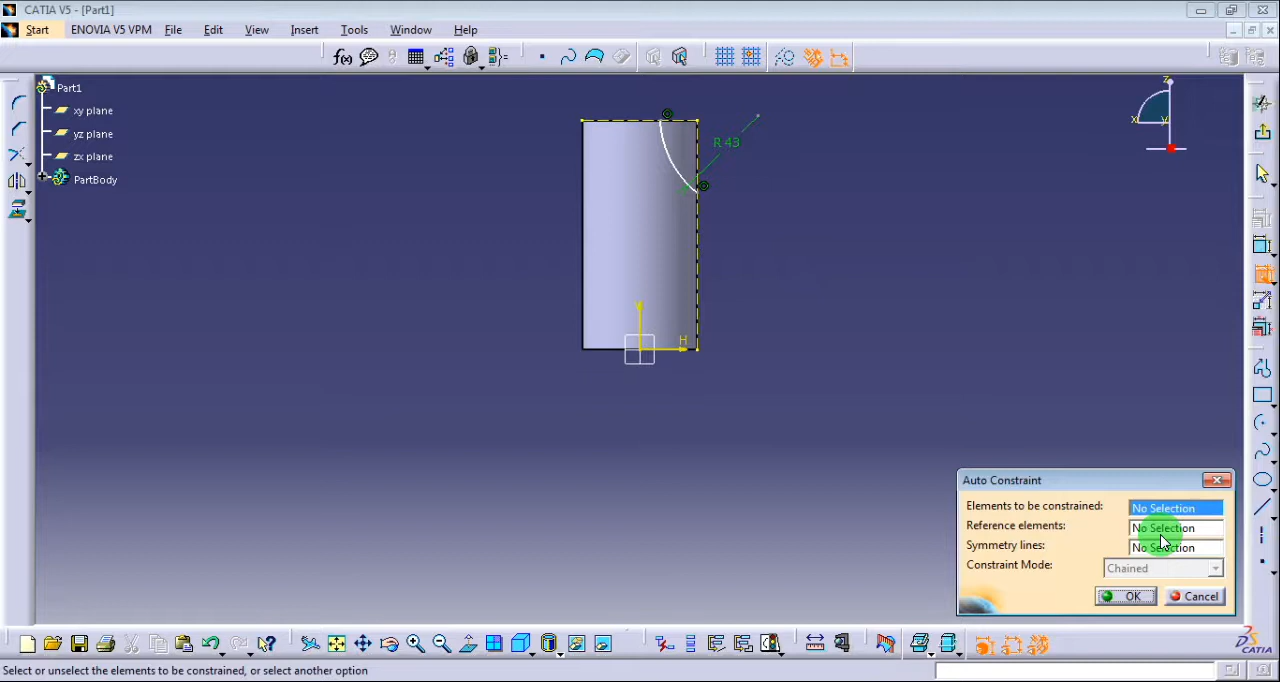 CATIA V5 - [Part1]
Start ENOVIA V5 VPM File Edit View Insert Tools Window Help
f(x)
Part1
xy plane
yz plane
zx plane
PartBody
z
x y
R 43
V
H
Auto Constraint
Elements to be constrained: No Selection
Reference elements: No Selection
Symmetry lines: No Selection
Constraint Mode: Chained
OK Cancel
CATIA
Select or unselect the elements to be constrained, or select another option